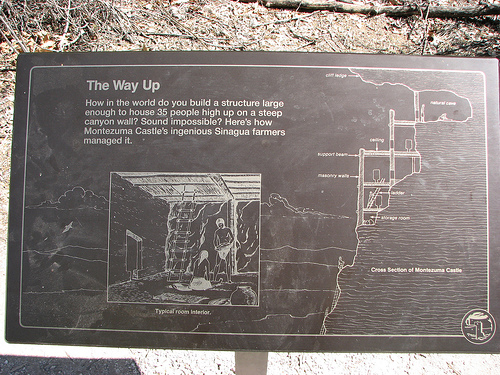 The Way Up
How in the world do you build a structure large
enough to house 35 people high up on a steep
canyon wall? Sound impossible? Here's how
Montezuma Castle's ingenious Sinagua farmers
managed it.
cliff ledge
natural cave
ceiling
support beam
masonry walls
ladder
storage room
Cross Section of Montezuma Castle
Typical room interior.